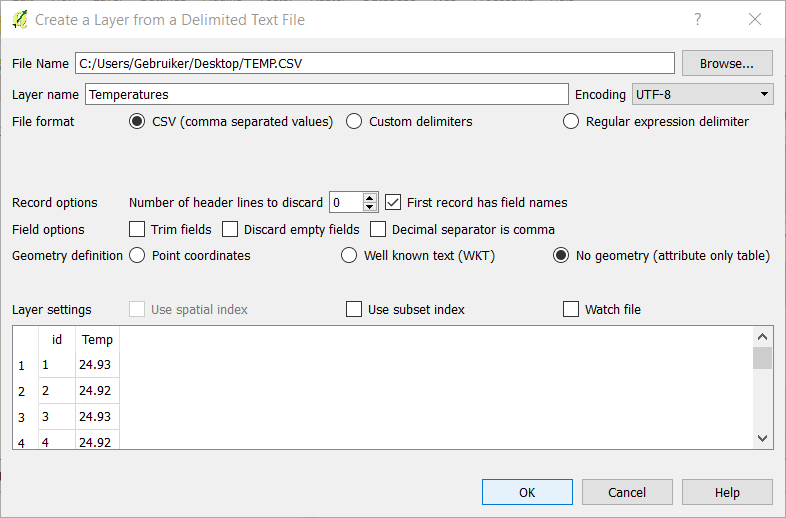 Create a Layer from a Delimited Text File ?
File Name C:/Users/Gebruiker/Desktop/TEMP.CSV Browse...
Layer name Temperatures Encoding UTF-8
File format CSV (comma separated values) Custom delimiters Regular expression delimiter
Record options Number of header lines to discard 0 First record has field names
Field options Trim fields Discard empty fields Decimal separator is comma
Geometry definition Point coordinates Well known text (WKT) No geometry (attribute only table)
Layer settings Use spatial index Use subset index Watch file
id Temp
1 1 24.93
2 2 24.92
3 3 24.93
4 4 24.92
OK Cancel Help